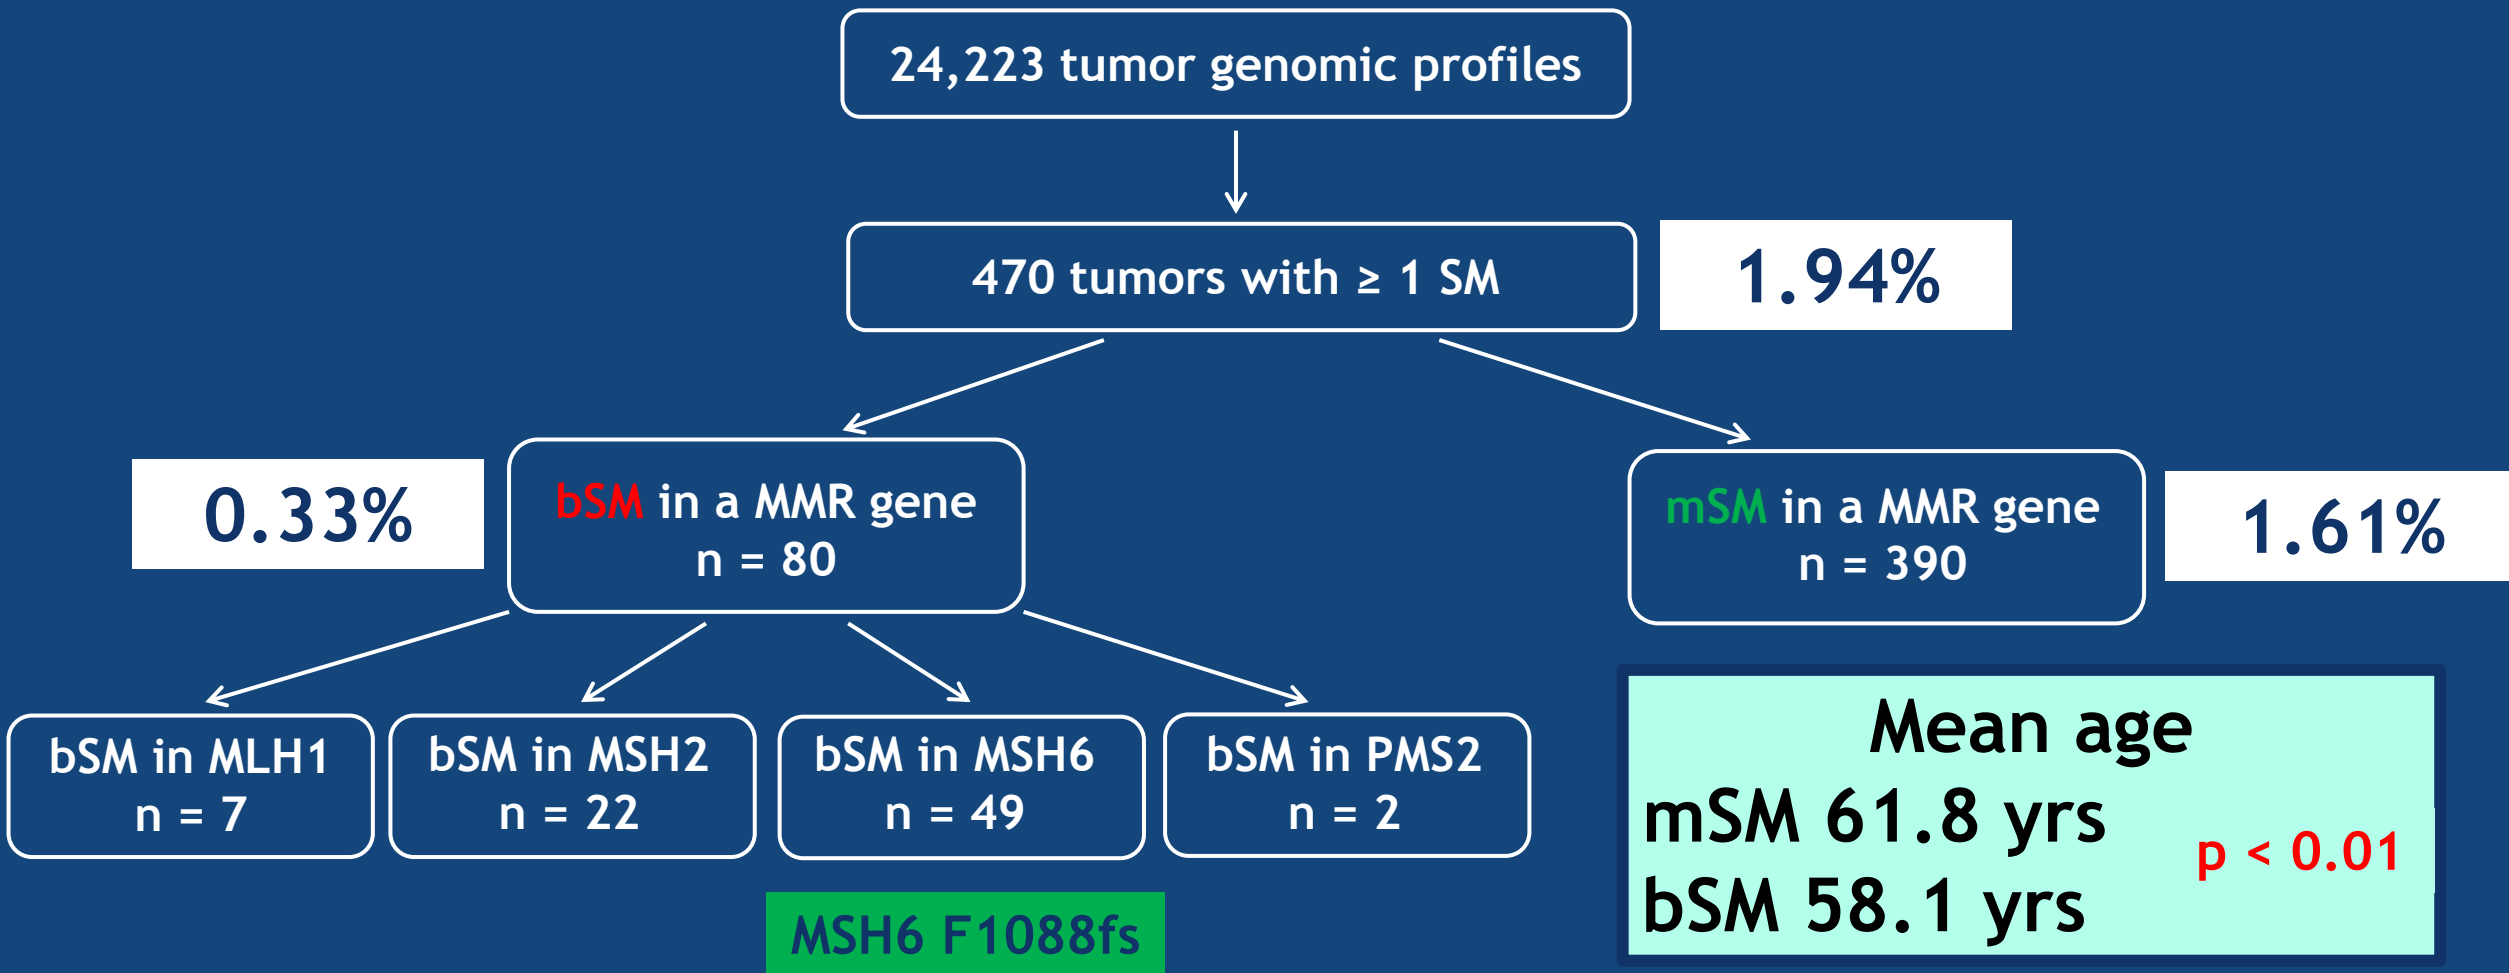 24,223 tumor genomic profiles
470 tumors with ≥ 1 SM
1.94%
0.33%
bSM in a MMR gene
n = 80
mSM in a MMR gene
n = 390
1.61%
bSM in MLH1
n = 7
bSM in MSH2
n = 22
bSM in MSH6
n = 49
bSM in PMS2
n = 2
MSH6 F1088fs
Mean age
mSM 61.8 yrs
p < 0.01
bSM 58.1 yrs